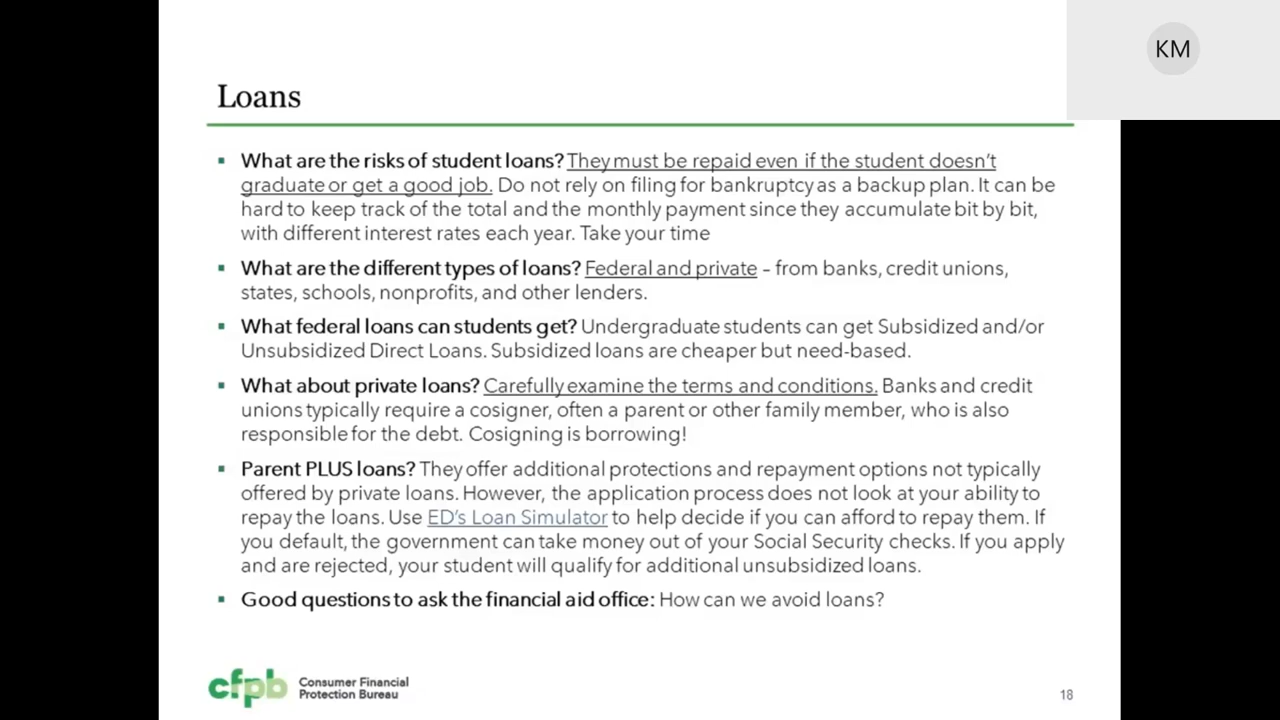 KM
Loans
▪ What are the risks of student loans? They must be repaid even if the student doesn't
graduate or get a good job. Do not rely on filing for bankruptcy as a backup plan. It can be
hard to keep track of the total and the monthly payment since they accumulate bit by bit,
with different interest rates each year. Take your time
▪ What are the different types of loans? Federal and private – from banks, credit unions,
states, schools, nonprofits, and other lenders.
▪ What federal loans can students get? Undergraduate students can get Subsidized and/or
Unsubsidized Direct Loans. Subsidized loans are cheaper but need-based.
▪ What about private loans? Carefully examine the terms and conditions. Banks and credit
unions typically require a cosigner, often a parent or other family member, who is also
responsible for the debt. Cosigning is borrowing!
▪ Parent PLUS loans? They offer additional protections and repayment options not typically
offered by private loans. However, the application process does not look at your ability to
repay the loans. Use ED's Loan Simulator to help decide if you can afford to repay them. If
you default, the government can take money out of your Social Security checks. If you apply
and are rejected, your student will qualify for additional unsubsidized loans.
▪ Good questions to ask the financial aid office: How can we avoid loans?
cfpb
Consumer Financial
Protection Bureau
18